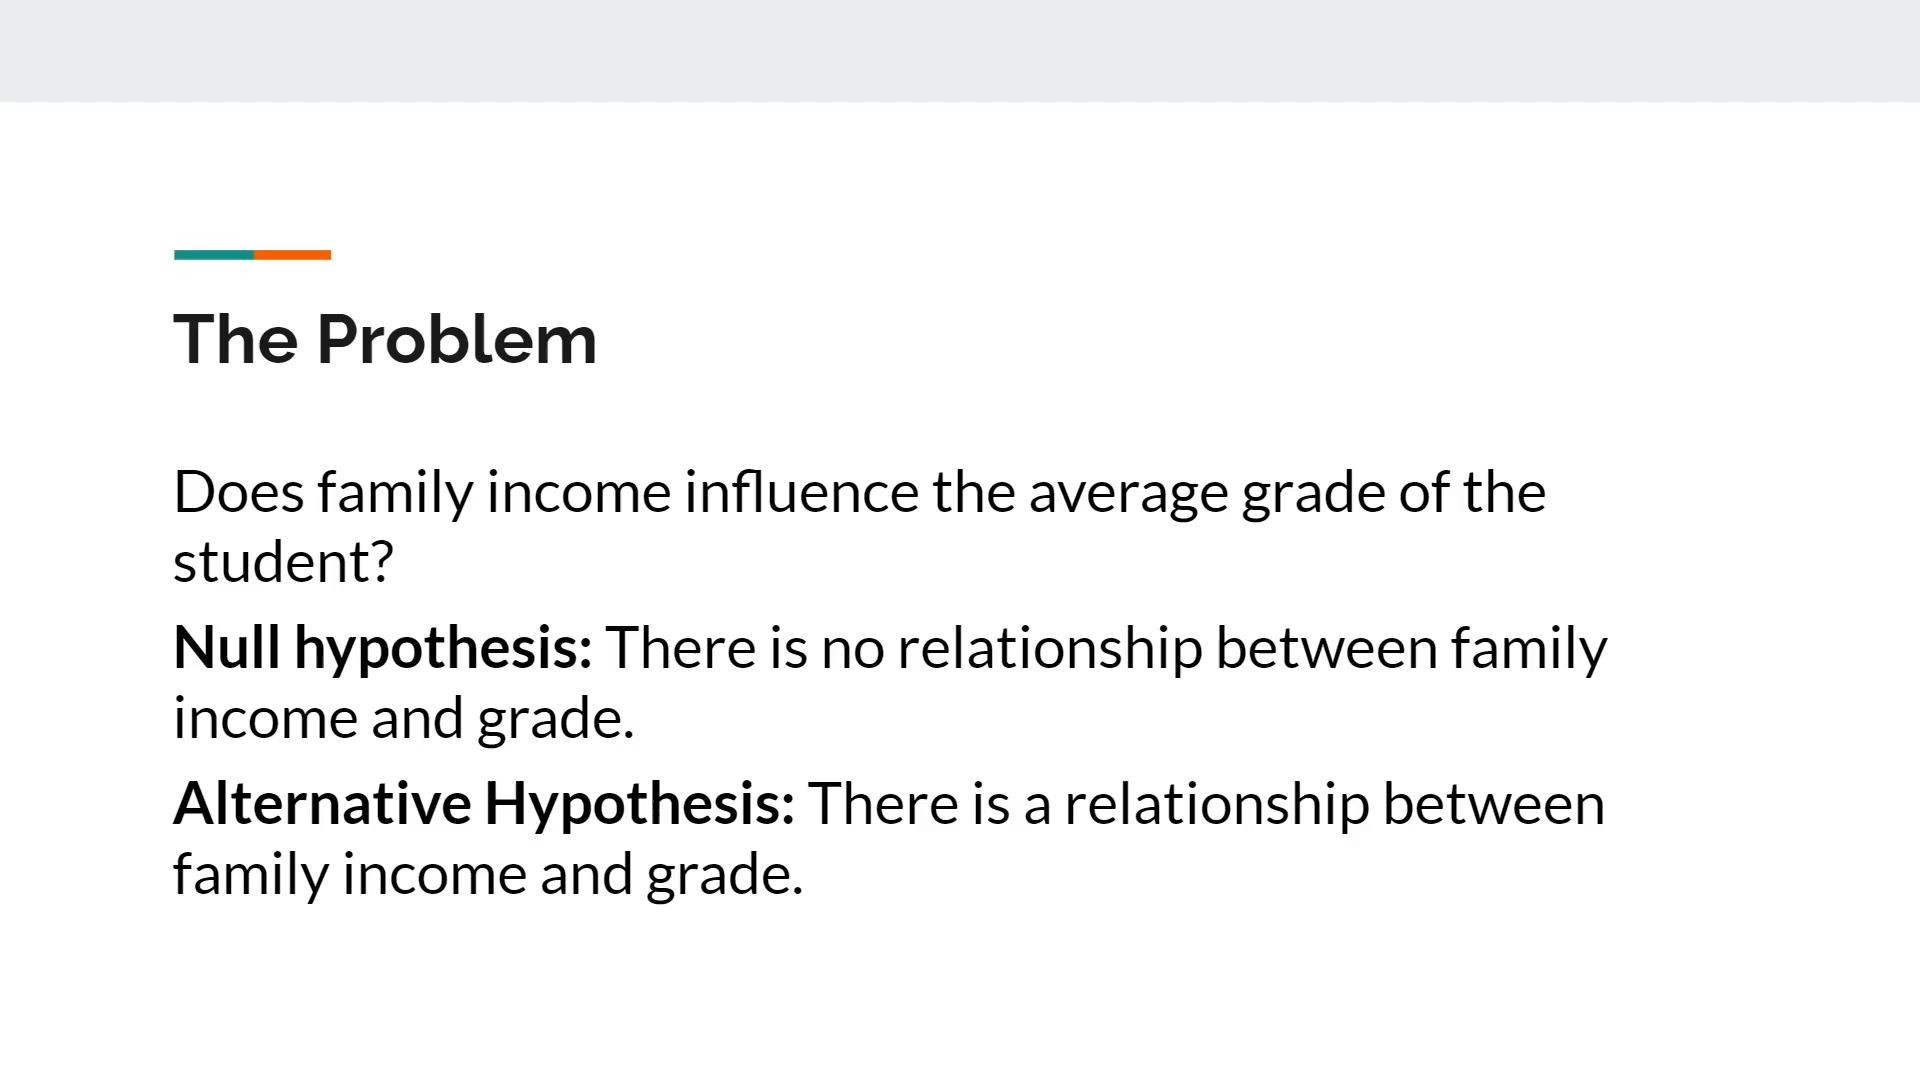 The Problem
Does family income influence the average grade of the
student?
Null hypothesis: There is no relationship between family
income and grade.
Alternative Hypothesis: There is a relationship between
family income and grade.